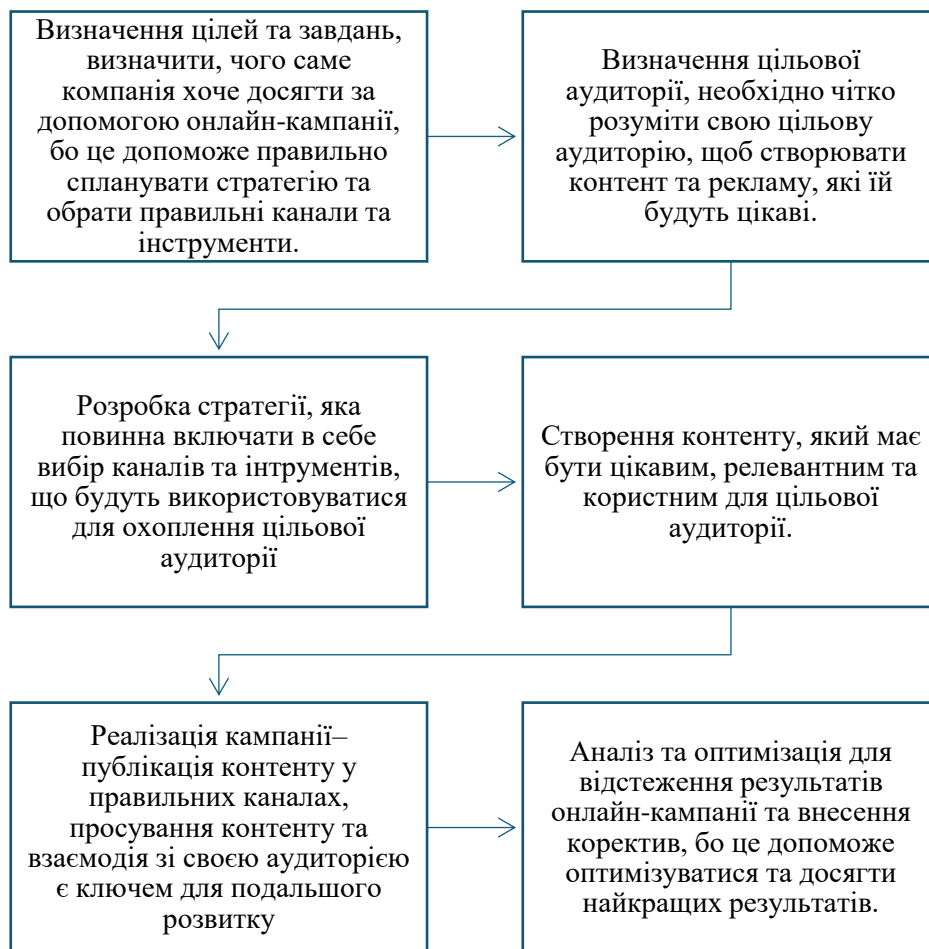 Визначення цілей та завдань,
визначити, чого саме
компанія хоче досягти за
допомогою онлайн-кампанії,
бо це допоможе правильно
спланувати стратегію та
обрати правильні канали та
інструменти.
Визначення цільової
аудиторії, необхідно чітко
розуміти свою цільову
аудиторію, щоб створювати
контент та рекламу, які їй
будуть цікаві.
Розробка стратегії, яка
повинна включати в себе
вибір каналів та інтрументів,
що будуть використовуватися
для охоплення цільової
аудиторії
Створення контенту, який має
бути цікавим, релевантним та
користним для цільової
аудиторії.
Реалізація кампанії–
публікація контенту у
правильних каналах,
просування контенту та
взаємодія зі своєю аудиторією
є ключем для подальшого
розвитку
Аналіз та оптимізація для
відстеження результатів
онлайн-кампанії та внесення
коректив, бо це допоможе
оптимізуватися та досягти
найкращих результатів.